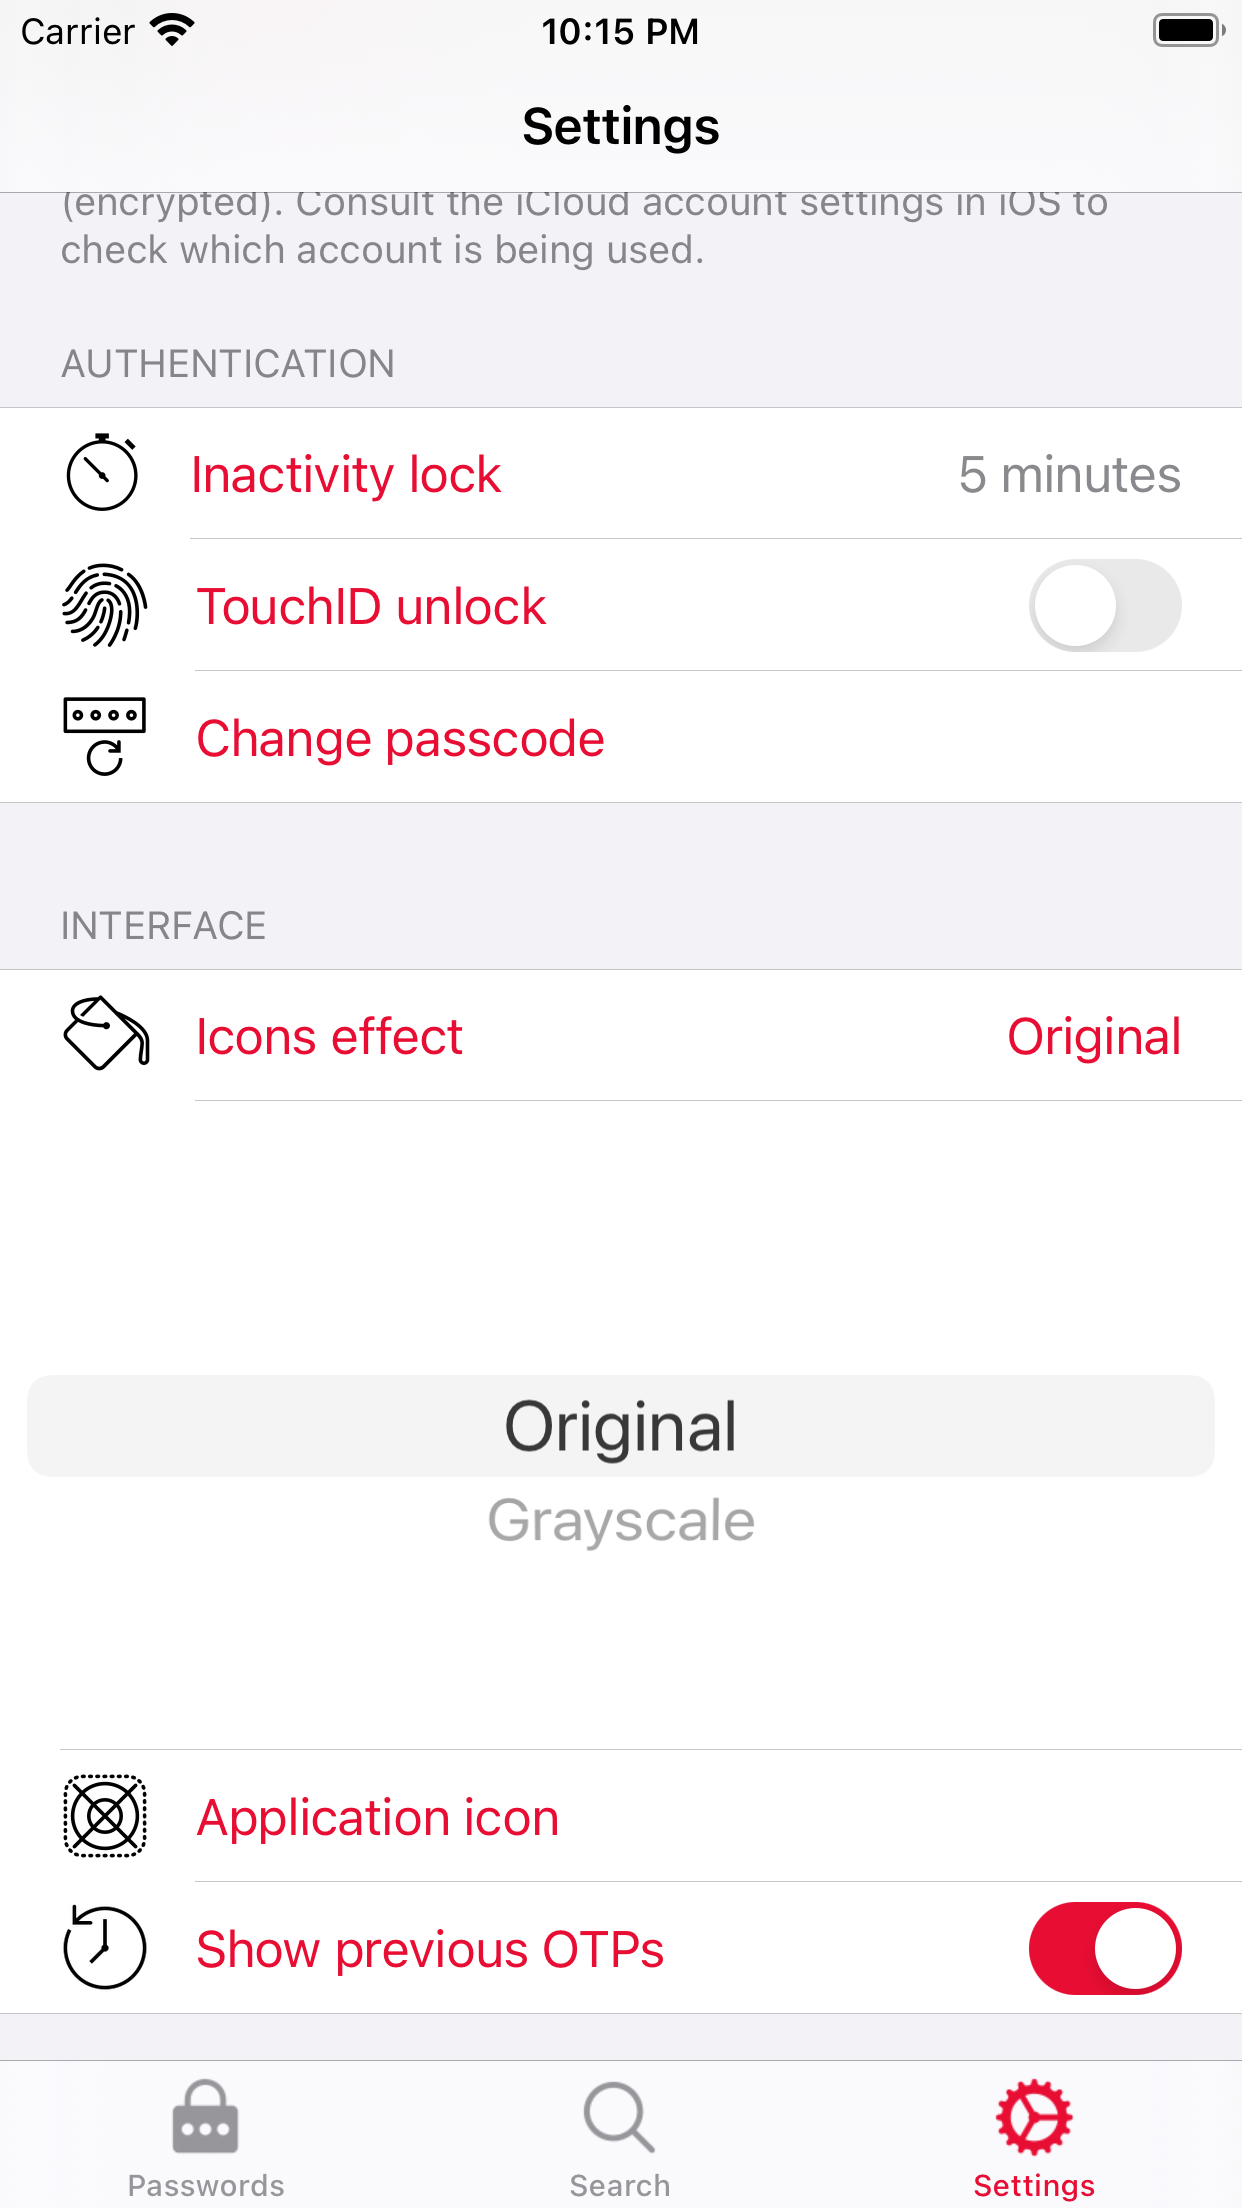 Carrier
10:15 PM
Settings
(encrypted). Consult the iCloud account settings in iOS to
check which account is being used.
AUTHENTICATION
Inactivity lock
5 minutes
TouchID unlock
Change passcode
INTERFACE
Icons effect
Original
Original
Grayscale
Application icon
Show previous OTPs
Passwords
Search
Settings